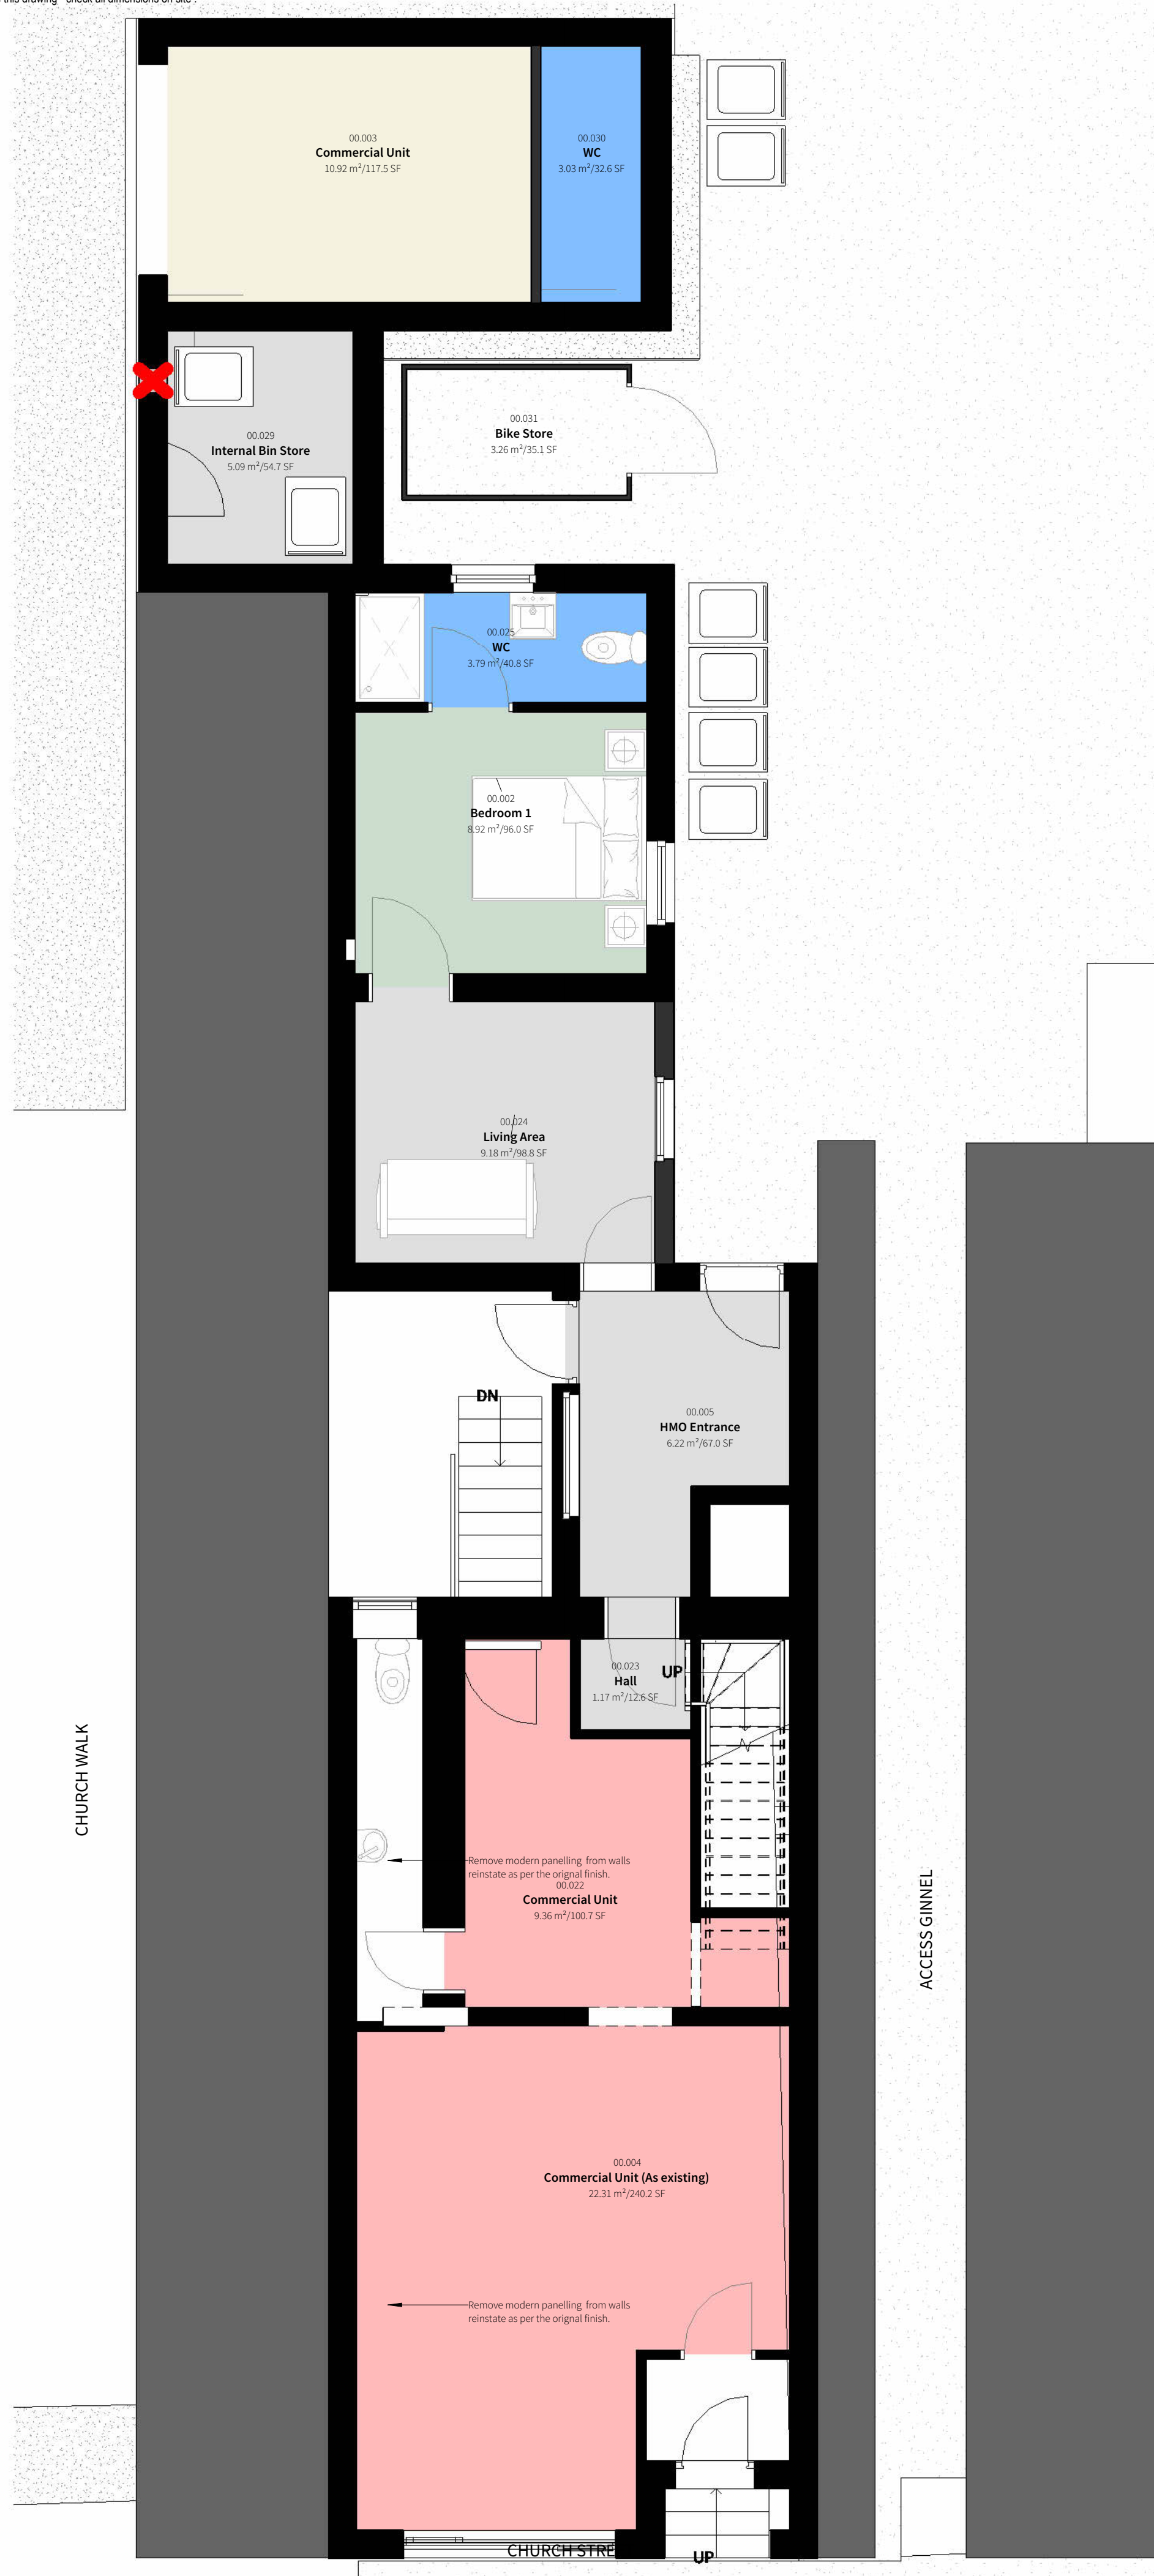 this drawing - check all dimensions on site .
00.003
Commercial Unit
10.92 m²/117.5 SF
00.030
WC
3.03 m²/32.6 SF
00.031
Bike Store
3.26 m²/35.1 SF
00.029
Internal Bin Store
5.09 m²/54.7 SF
00.025
WC
3.79 m²/40.8 SF
00.002
Bedroom 1
8.92 m²/96.0 SF
00.024
Living Area
9.18 m²/98.8 SF
DN
00.005
HMO Entrance
6.22 m²/67.0 SF
00.023
Hall
1.17 m²/12.6 SF
UP
CHURCH WALK
Remove modern panelling from walls
reinstate as per the orignal finish.
00.022
Commercial Unit
9.36 m²/100.7 SF
ACCESS GINNEL
00.004
Commercial Unit (As existing)
22.31 m²/240.2 SF
Remove modern panelling from walls
reinstate as per the orignal finish.
CHURCH STRE
UP